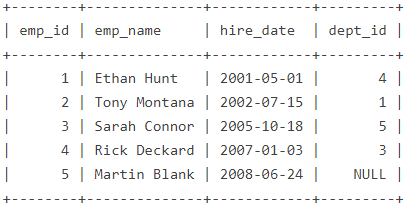 +--------+--------------+------------+---------+
| emp_id | emp_name     | hire_date  | dept_id |
+--------+--------------+------------+---------+
|      1 | Ethan Hunt   | 2001-05-01 |       4 |
|      2 | Tony Montana | 2002-07-15 |       1 |
|      3 | Sarah Connor | 2005-10-18 |       5 |
|      4 | Rick Deckard | 2007-01-03 |       3 |
|      5 | Martin Blank | 2008-06-24 |    NULL |
+--------+--------------+------------+---------+